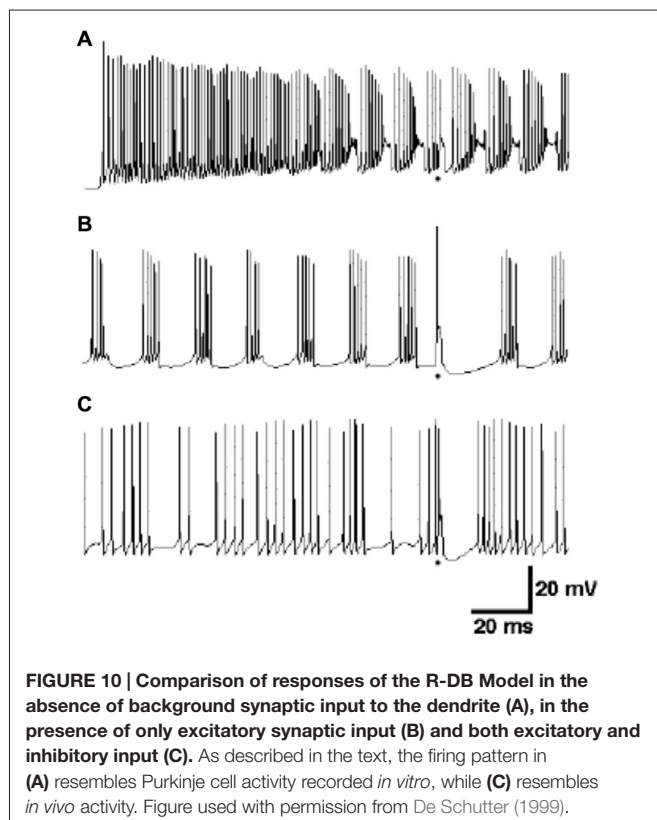 A
B
C
20 mV
20 ms
FIGURE 10 | Comparison of responses of the R-DB Model in the
absence of background synaptic input to the dendrite (A), in the
presence of only excitatory synaptic input (B) and both excitatory and
inhibitory input (C). As described in the text, the firing pattern in
(A) resembles Purkinje cell activity recorded in vitro, while (C) resembles
in vivo activity. Figure used with permission from De Schutter (1999).